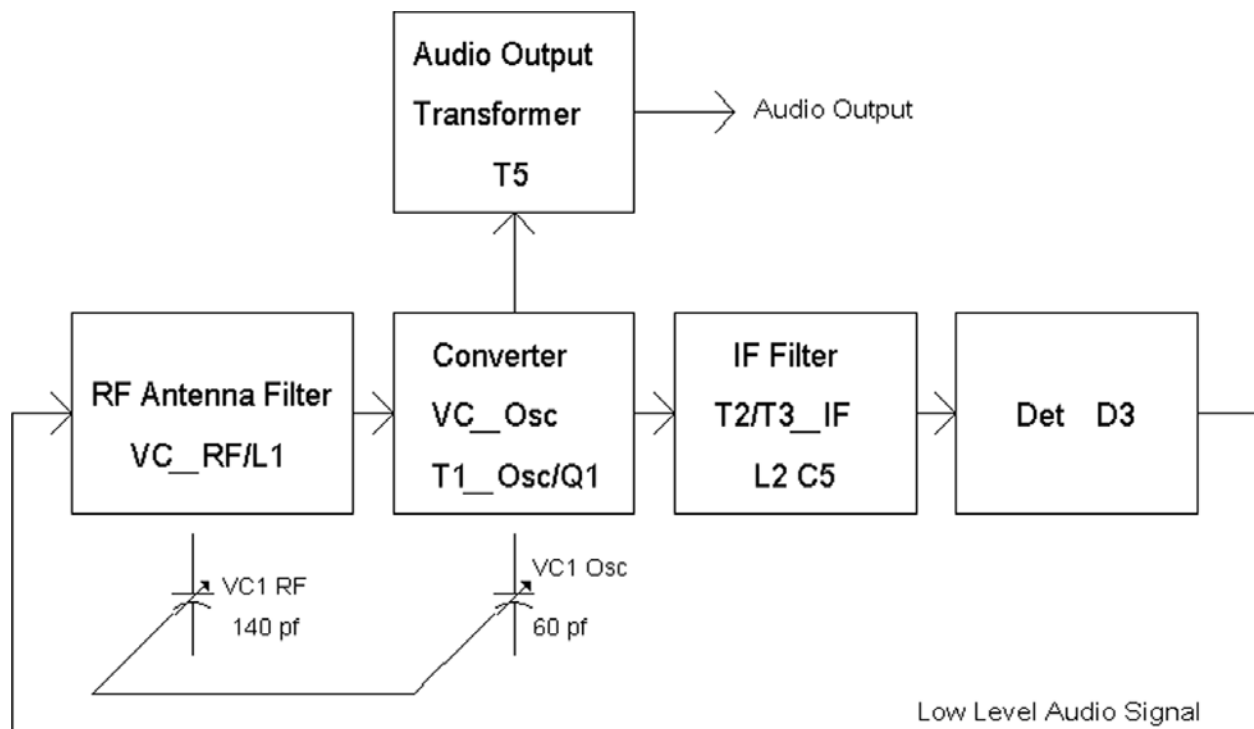 Audio Output
Transformer
T5
Audio Output
RF Antenna Filter
VC__RF/L1
Converter
VC__Osc
T1__Osc/Q1
IF Filter
T2/T3__IF
L2 C5
Det D3
VC1 RF
140 pf
VC1 Osc
60 pf
Low Level Audio Signal